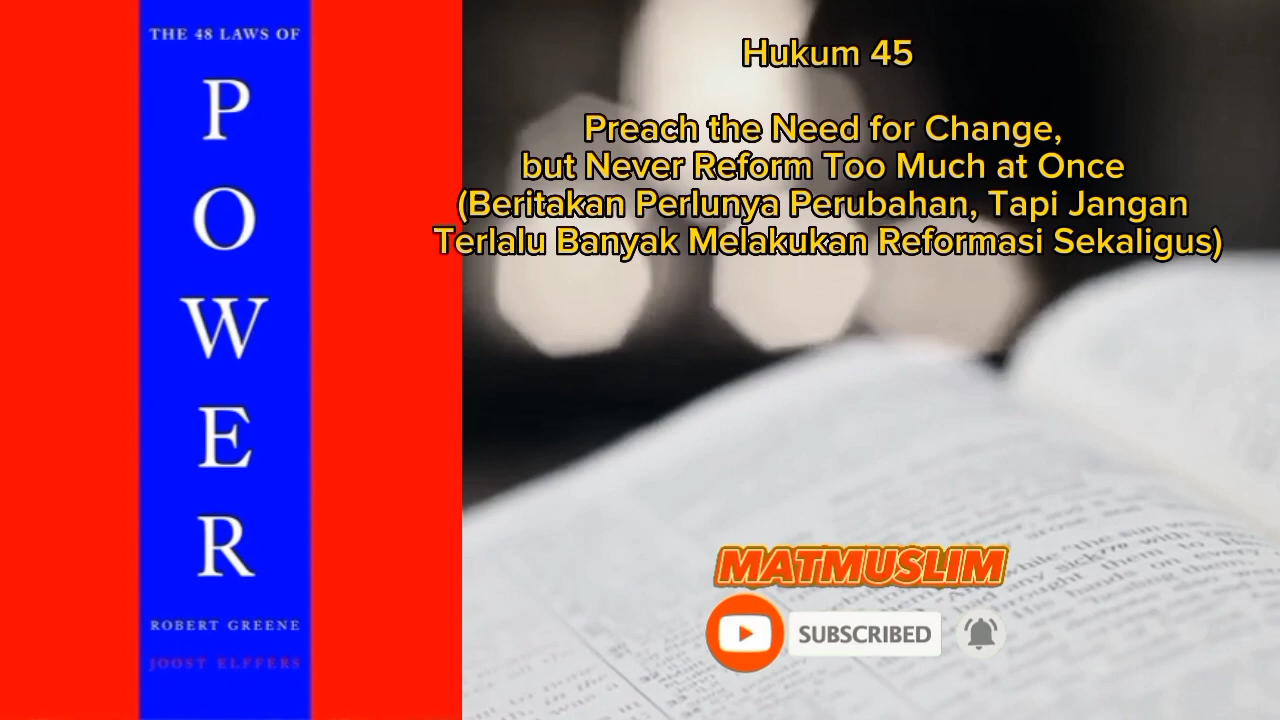 THE 48 LAWS OF
P
O
W
E
R
ROBERT GREENE
JOOST ELFFERS
Hukum 45
Preach the Need for Change,
but Never Reform Too Much at Once
(Beritakan Perlunya Perubahan, Tapi Jangan
Terlalu Banyak Melakukan Reformasi Sekaligus)
MATMUSLIM
SUBSCRIBED